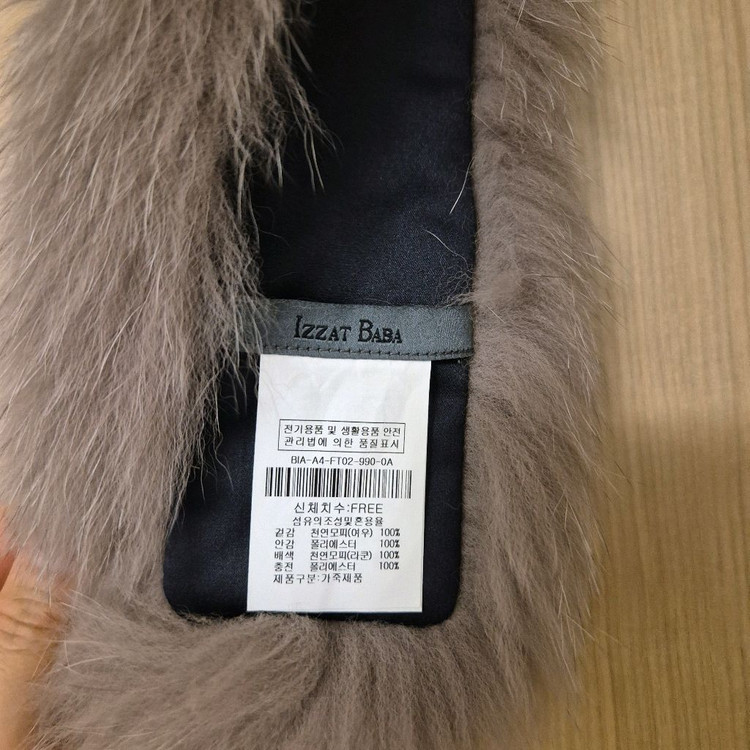 IZZAT BABA
전기용품 및 생활용품 안전
관리법에 의한 품질표시
BIA-A4-FT02-990-0A
신체치수:FREE
섬유의조성및혼용율
겉감 천연모피(여우) 100%
안감 폴리에스터 100%
배색 천연모피(라쿤) 100%
충전 폴리에스터 100%
제품구분:가죽제품